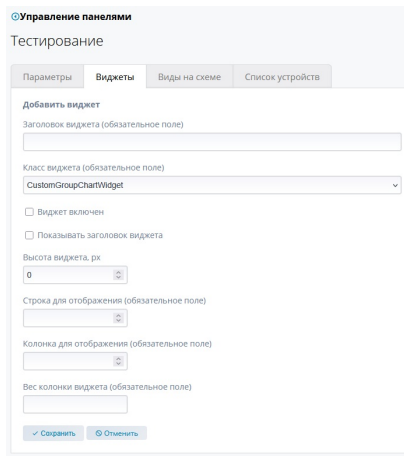 Управление панелями
Тестирование
Параметры Виджеты Виды на схеме Список устройств
Добавить виджет
Заголовок виджета (обязательное поле)
Класс виджета (обязательное поле)
CustomGroupChartWidget
Виджет включен
Показывать заголовок виджета
Высота виджета, px
0
Строка для отображения (обязательное поле)
Колонка для отображения (обязательное поле)
Вес колонки виджета (обязательное поле)
Сохранить Отменить